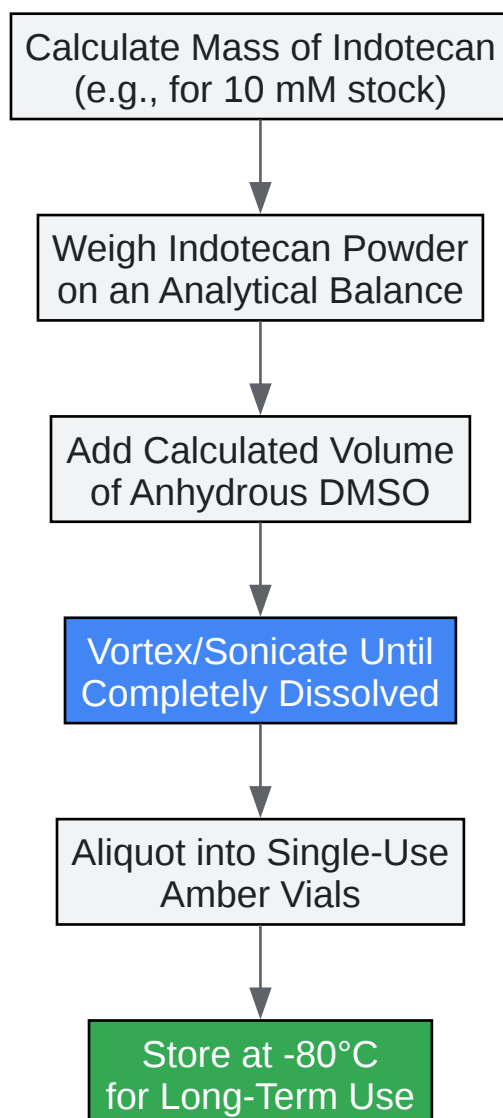 Calculate Mass of Indotecan
(e.g., for 10 mM stock)
Weigh Indotecan Powder
on an Analytical Balance
Add Calculated Volume
of Anhydrous DMSO
Vortex/Sonicate Until
Completely Dissolved
Aliquot into Single-Use
Amber Vials
Store at -80°C
for Long-Term Use